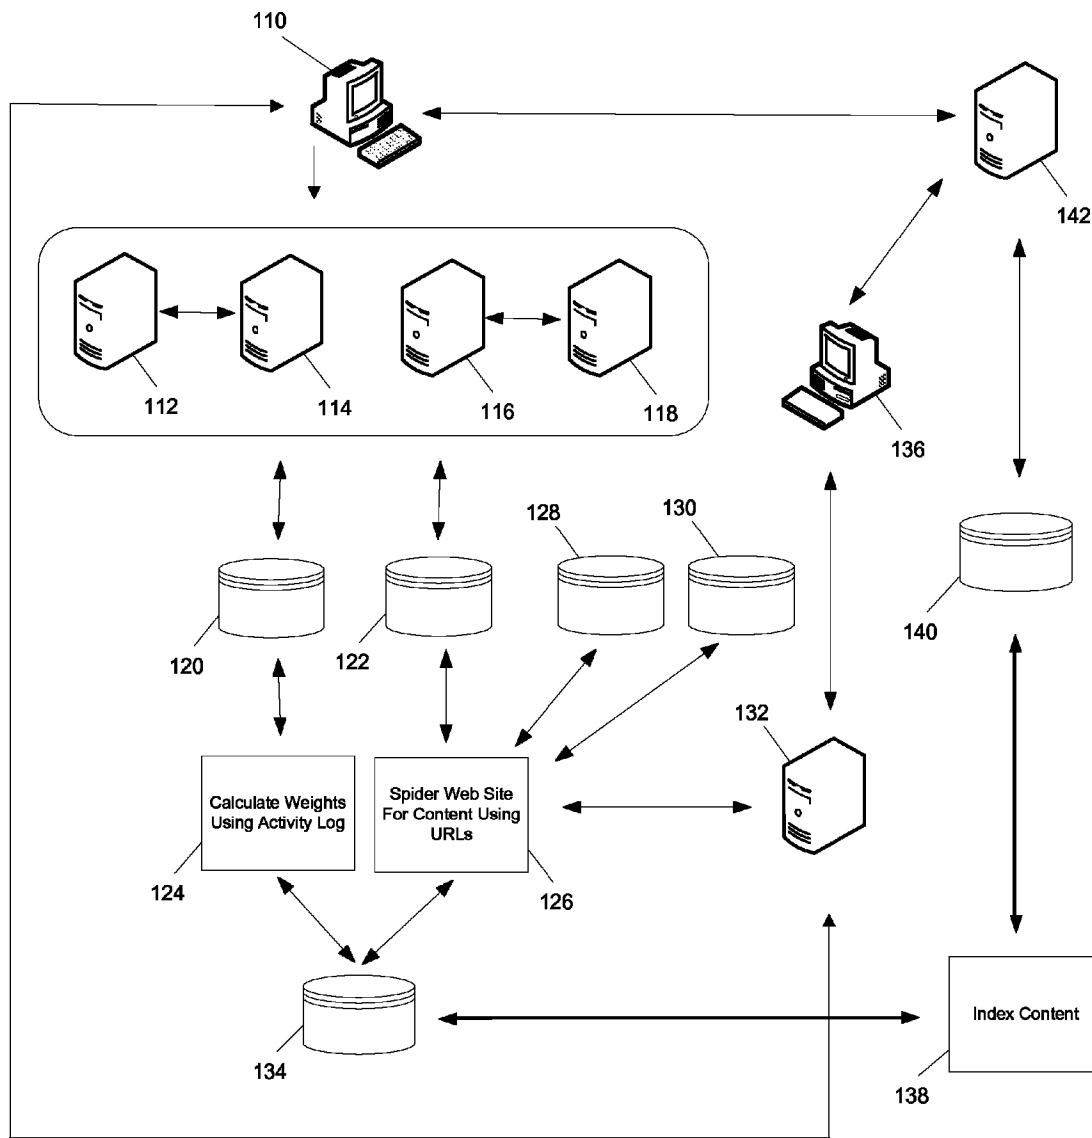 110
142
112
114
116
118
136
128
130
120
122
140
132
Calculate Weights
Using Activity Log
Spider Web Site
For Content Using
URLs
124
126
Index Content
134
138